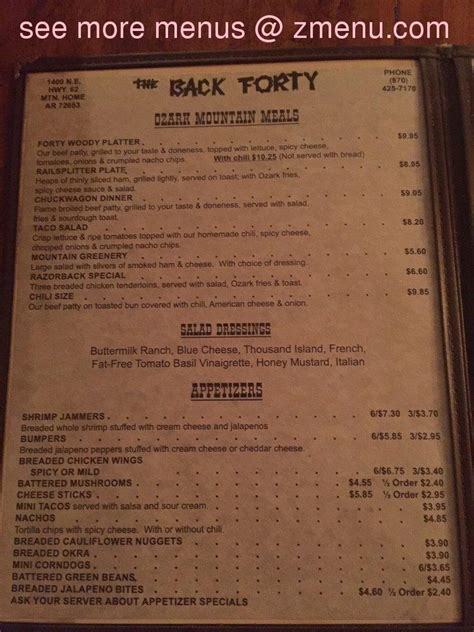 see more menus @ zmenu.com
1400 N.E.
HWY. 62
MTN. HOME
AR 72653
THE BACK FORTY
PHONE
(870)
425-7170
OZARK MOUNTAIN MEALS
FORTY WOODY PLATTER $9.95
Our beef patty, grilled to your taste & doneness, topped with lettuce, spicy cheese,
tomatoes, onions & crumpled nacho chips. With chili $10.25 (Not served with bread)
RAILSPLITTER PLATE $8.95
Heaps of thinly sliced ham, grilled lightly, served on toast; with Ozark fries,
spicy cheese sauce & salad.
CHUCKWAGON DINNER $9.05
Flame broiled beef patty, grilled to your taste & doneness, served with salad,
fries & sourdough toast.
TACO SALAD $8.20
Crisp lettuce & ripe tomatoes topped with our homemade chili, spicy cheese,
chopped onions & crumpled nacho chips
MOUNTAIN GREENERY $5.60
Large salad with slivers of smoked ham & cheese. With choice of dressing
RAZORBACK SPECIAL $6.60
Three breaded chicken tenderloins, served with salad, Ozark fries & toast.
CHILI SIZE $9.85
Our beef patty on toasted bun covered with chili, American cheese & onion.
SALAD DRESSINGS
Buttermilk Ranch, Blue Cheese, Thousand Island, French,
Fat-Free Tomato Basil Vinaigrette, Honey Mustard, Italian
APPETIZERS
SHRIMP JAMMERS 6/$7.30 3/$3.70
Breaded whole shrimp stuffed with cream cheese and jalapenos
BUMPERS 6/$5.85 3/$2.95
Breaded jalapeno peppers stuffed with cream cheese or cheddar cheese.
BREADED CHICKEN WINGS
SPICY OR MILD 6/$6.75 3/$3.40
BATTERED MUSHROOMS $4.55 ½ Order $2.40
CHEESE STICKS $5.85 ½ Order $2.95
MINI TACOS served with salsa and sour cream $3.95
NACHOS $4.85
Tortilla chips with spicy cheese. With or without chili.
BREADED CAULIFLOWER NUGGETS $3.90
BREADED OKRA $3.90
MINI CORNDOGS 6/$3.65
BATTERED GREEN BEANS, $4.45
BREADED JALAPENO BITES $4.60 ½ Order $2.40
ASK YOUR SERVER ABOUT APPETIZER SPECIALS